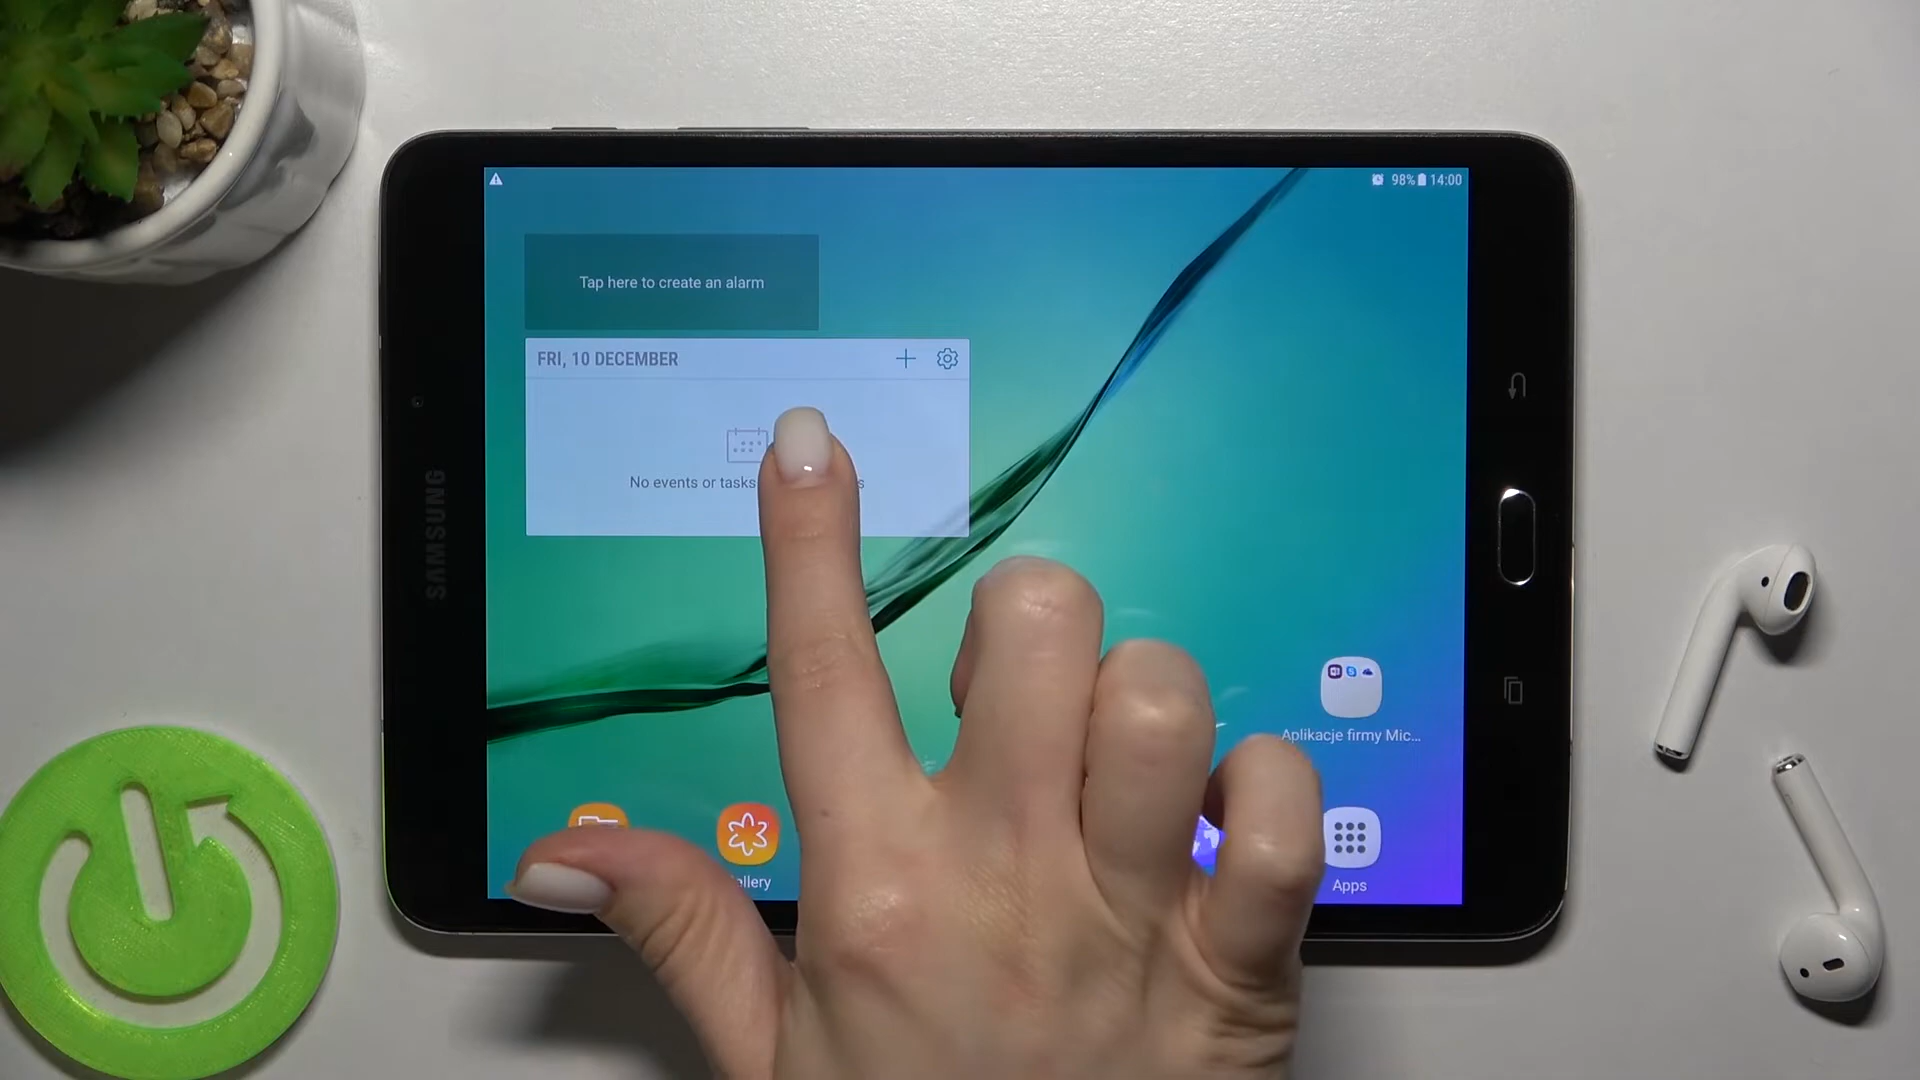 98% 14:00
Tap here to create an alarm
FRI, 10 DECEMBER
No events or tasks
SAMSUNG
Aplikacje firmy Mic...
Apps